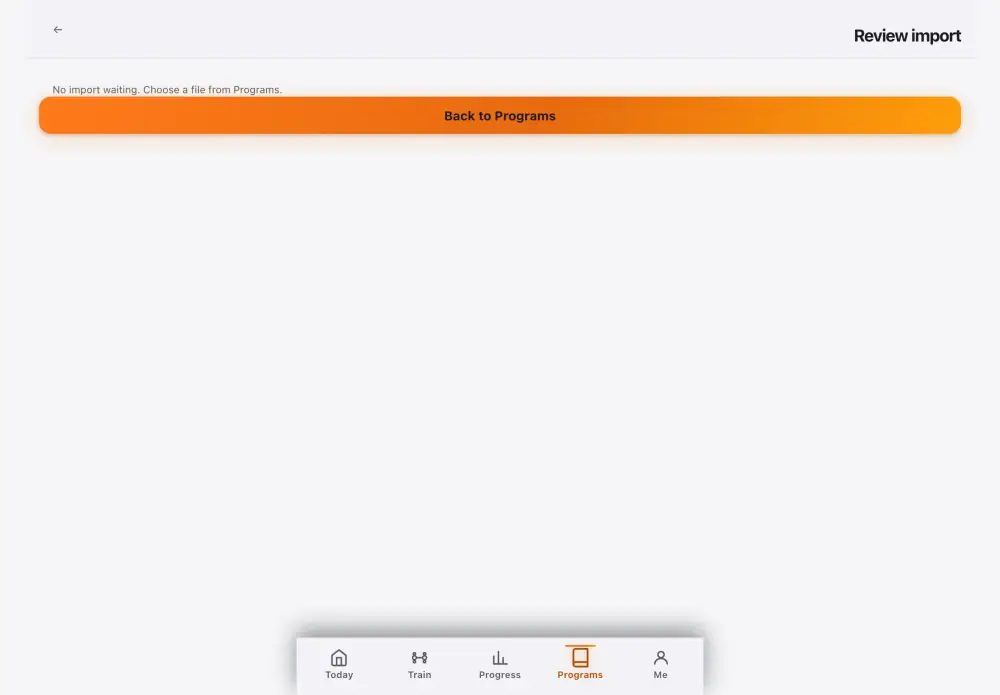 Review import
No import waiting. Choose a file from Programs.
Back to Programs
Today
Train
Progress
Programs
Me